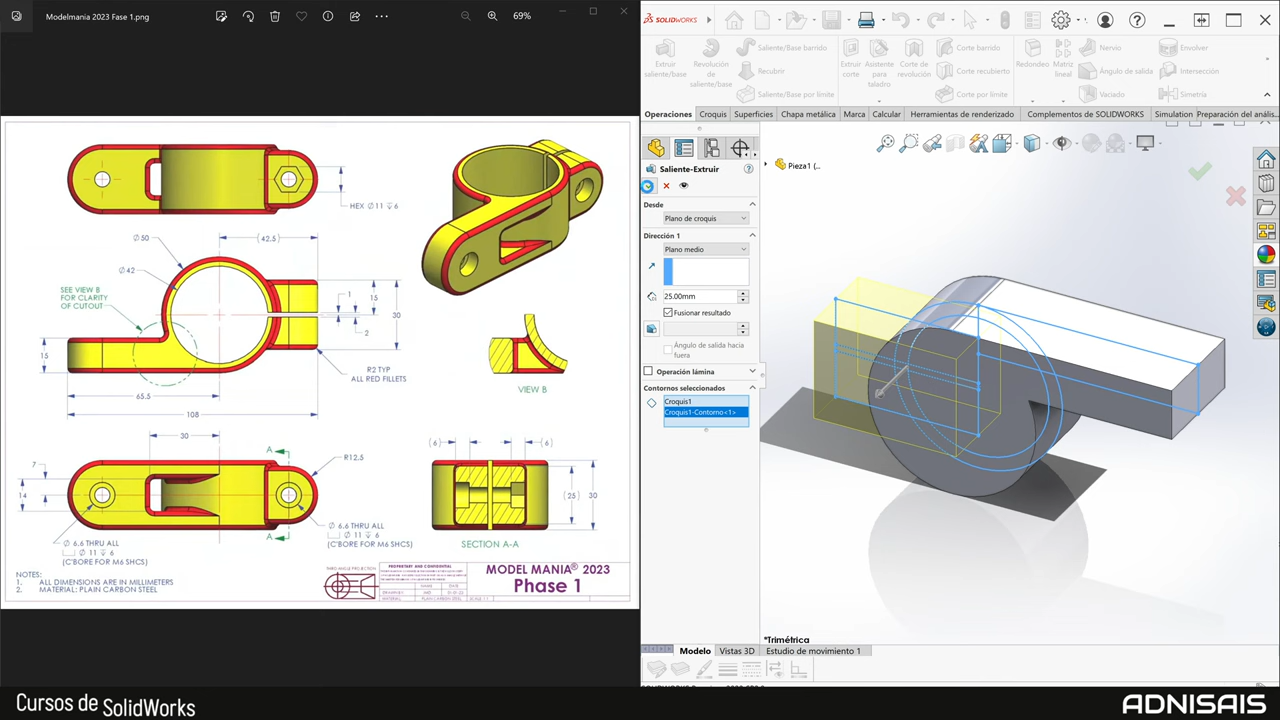 Modelmania 2023 Fase 1.png
69%
HEX Ø11 ↧ 6
Ø 50
(42.5)
Ø 42
SEE VIEW B
FOR CLARITY
OF CUTOUT
1
15
30
2
15
R2 TYP
ALL RED FILLETS
65.5
108
VIEW B
30
A
R12.5
7
14
(6)
(6)
(25)
30
A
Ø 6.6 THRU ALL
⌴ Ø 11 ↧ 6
(C'BORE FOR M6 SHCS)
Ø 6.6 THRU ALL
⌴ Ø 11 ↧ 6
(C'BORE FOR M6 SHCS)
SECTION A-A
NOTES:
1. ALL DIMENSIONS ARE IN MILLIMETERS
2. MATERIAL: PLAIN CARBON STEEL
THIRD ANGLE PROJECTION
PROPRIETARY AND CONFIDENTIAL
MODEL MANIA® 2023
Phase 1
SOLIDWORKS
Extruir saliente/base
Revolución de saliente/base
Saliente/Base barrido
Recubrir
Saliente/Base por límite
Extruir corte
Asistente para taladro
Corte de revolución
Corte barrido
Corte recubierto
Corte por límite
Redondeo
Matriz lineal
Nervio
Ángulo de salida
Vaciado
Envolver
Intersección
Simetría
Operaciones
Croquis
Superficies
Chapa metálica
Marca
Calcular
Herramientas de renderizado
Complementos de SOLIDWORKS
Simulation
Preparación del anális.
Saliente-Extruir
Pieza1 (...
Desde
Plano de croquis
Dirección 1
Plano medio
25.00mm
Fusionar resultado
Ángulo de salida hacia
fuera
Operación lámina
Contornos seleccionados
Croquis1
Croquis1-Contorno<1>
*Trimétrica
Modelo
Vistas 3D
Estudio de movimiento 1
Cursos de
SolidWorks
ADNISAIS